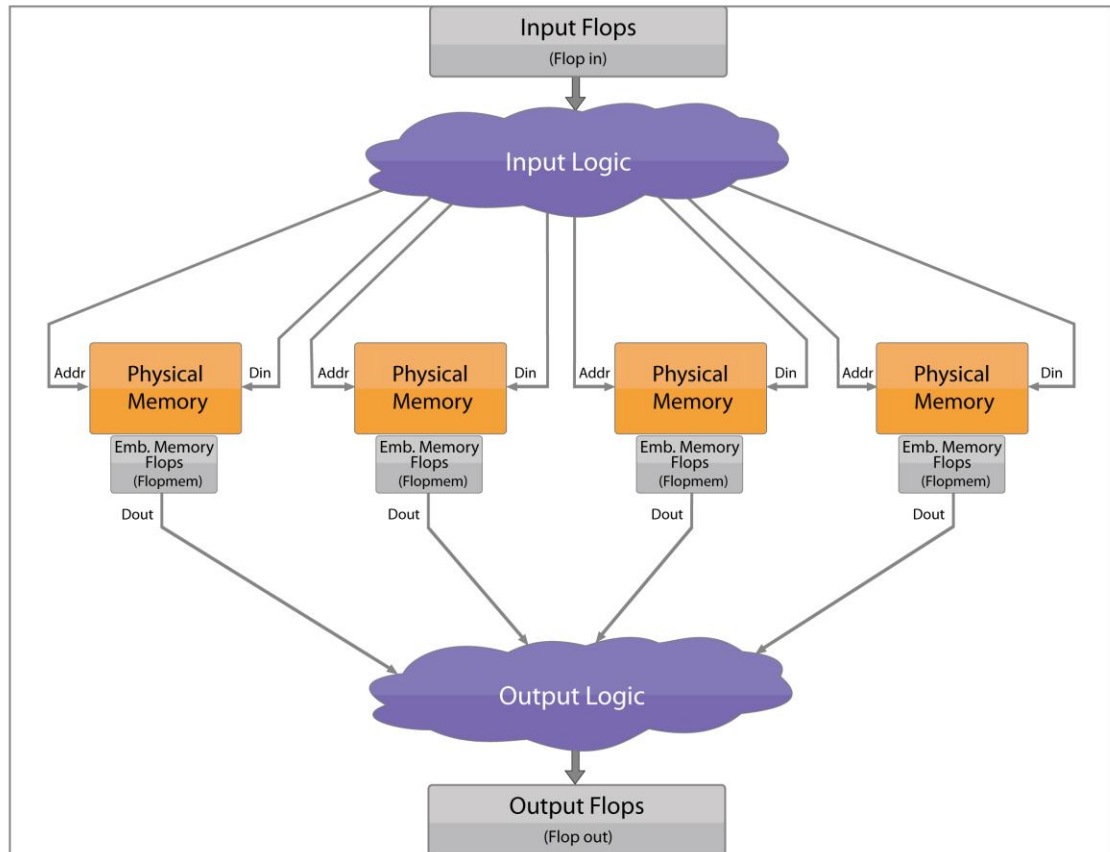 Input Flops
(Flop in)
Input Logic
Addr
Physical
Memory
Din
Emb. Memory
Flops
(Flopmem)
Dout
Addr
Physical
Memory
Din
Emb. Memory
Flops
(Flopmem)
Dout
Addr
Physical
Memory
Din
Emb. Memory
Flops
(Flopmem)
Dout
Addr
Physical
Memory
Din
Emb. Memory
Flops
(Flopmem)
Dout
Output Logic
Output Flops
(Flop out)